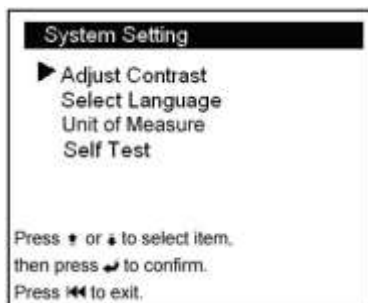 System Setting
Adjust Contrast
Select Language
Unit of Measure
Self Test
Press ⬆ or ⬇ to select item,
then press ↵ to confirm.
Press ⏮ to exit.